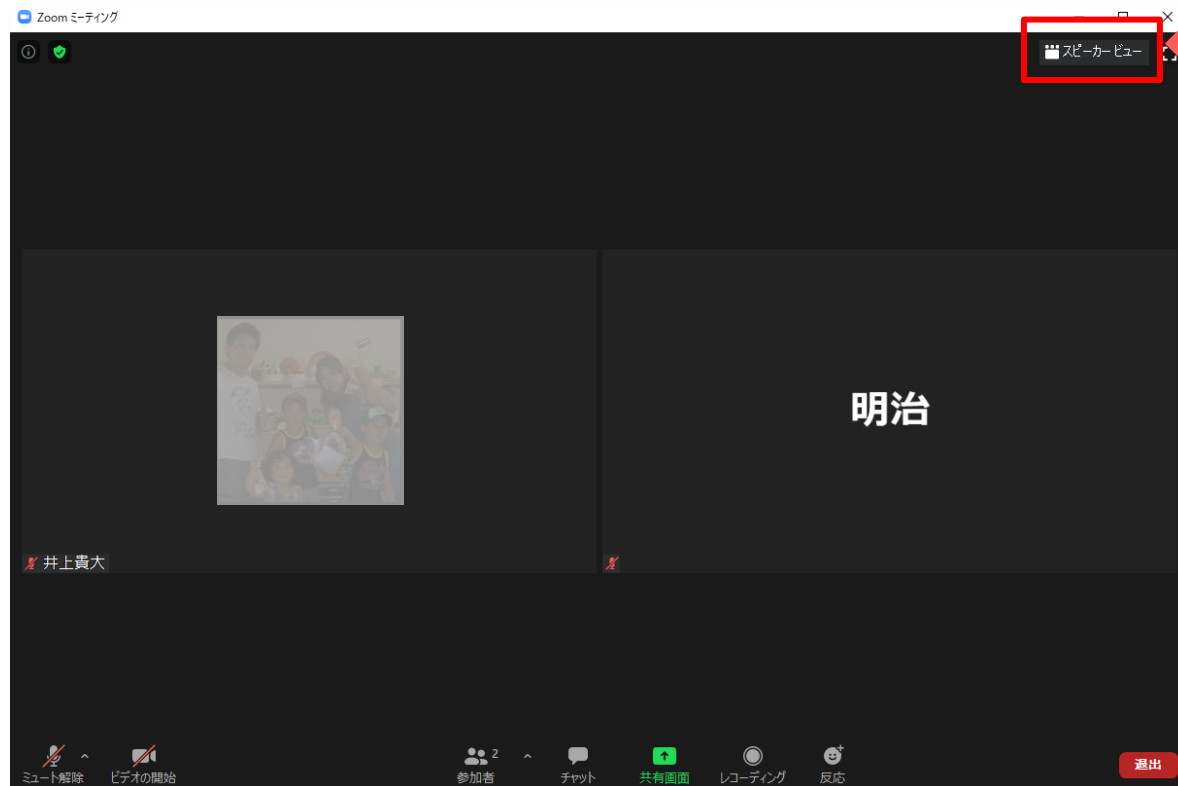 Zoom ミーティング
スピーカー ビュー
明治
井上貴大
ミュート解除
ビデオの開始
2
参加者
チャット
共有画面
レコーディング
反応
退出